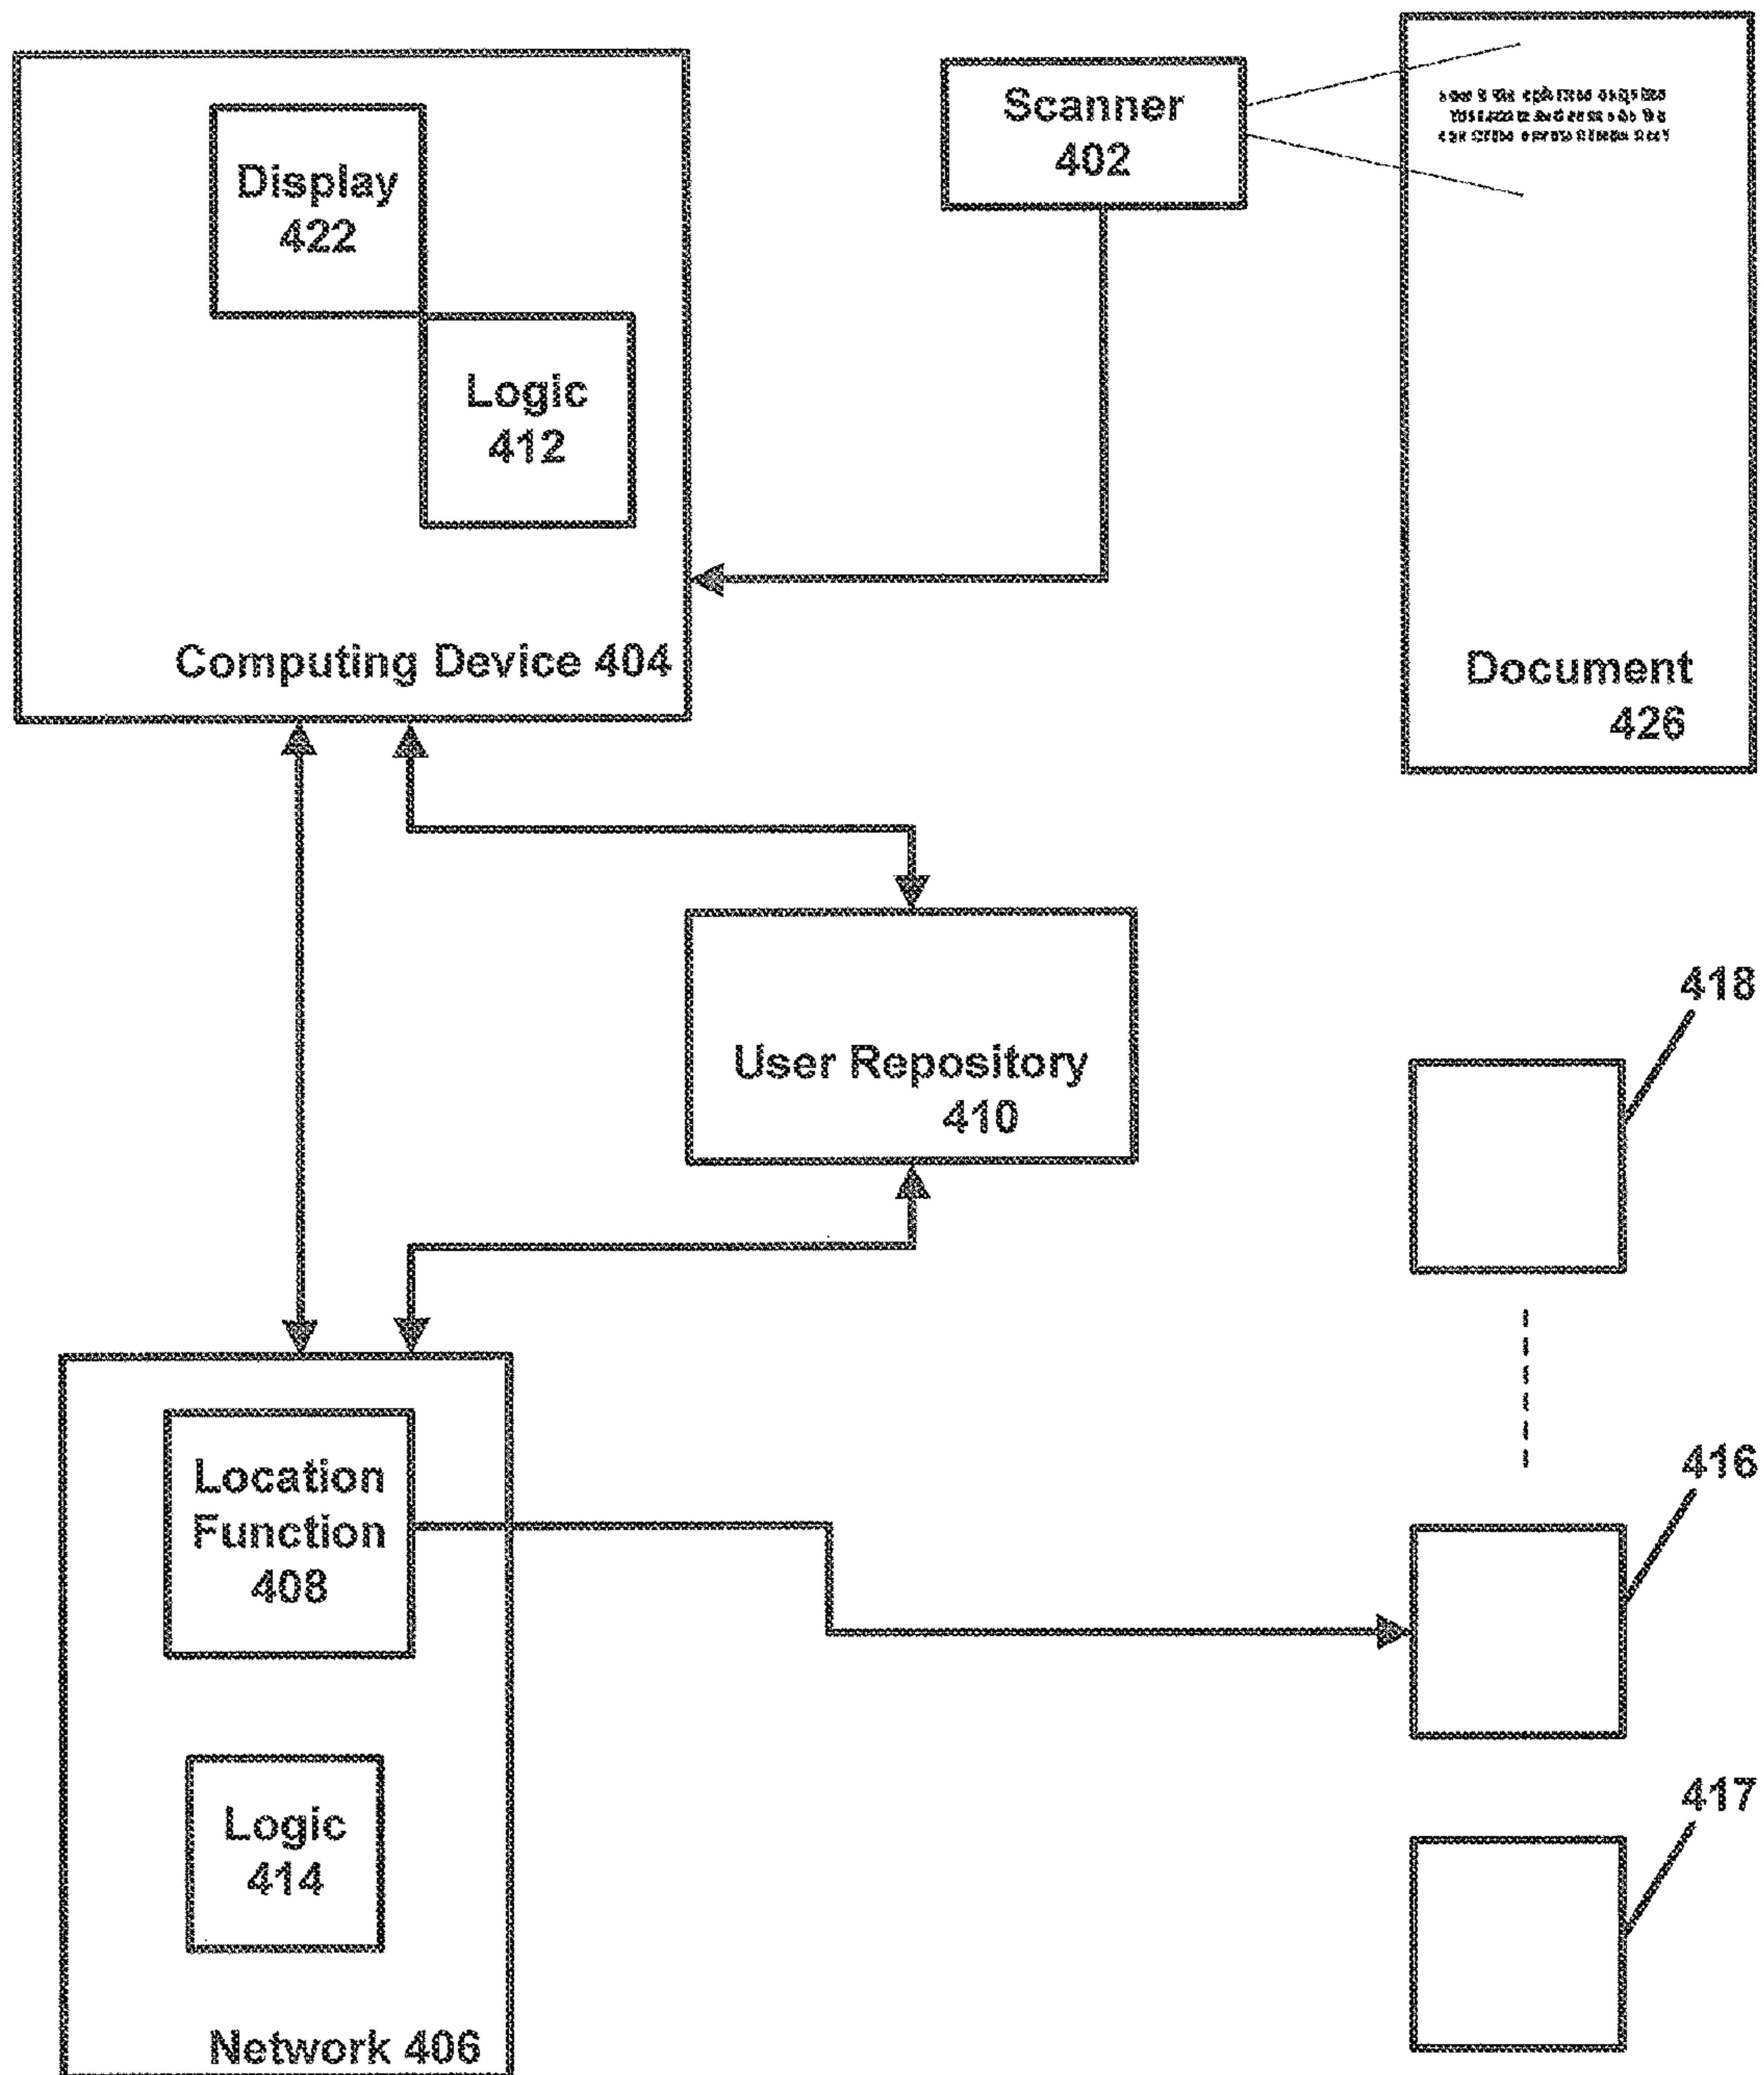 Display
422
Logic
412
Computing Device 404
Scanner
402
Document
426
User Repository
410
418
416
417
Location
Function
408
Logic
414
Network 406